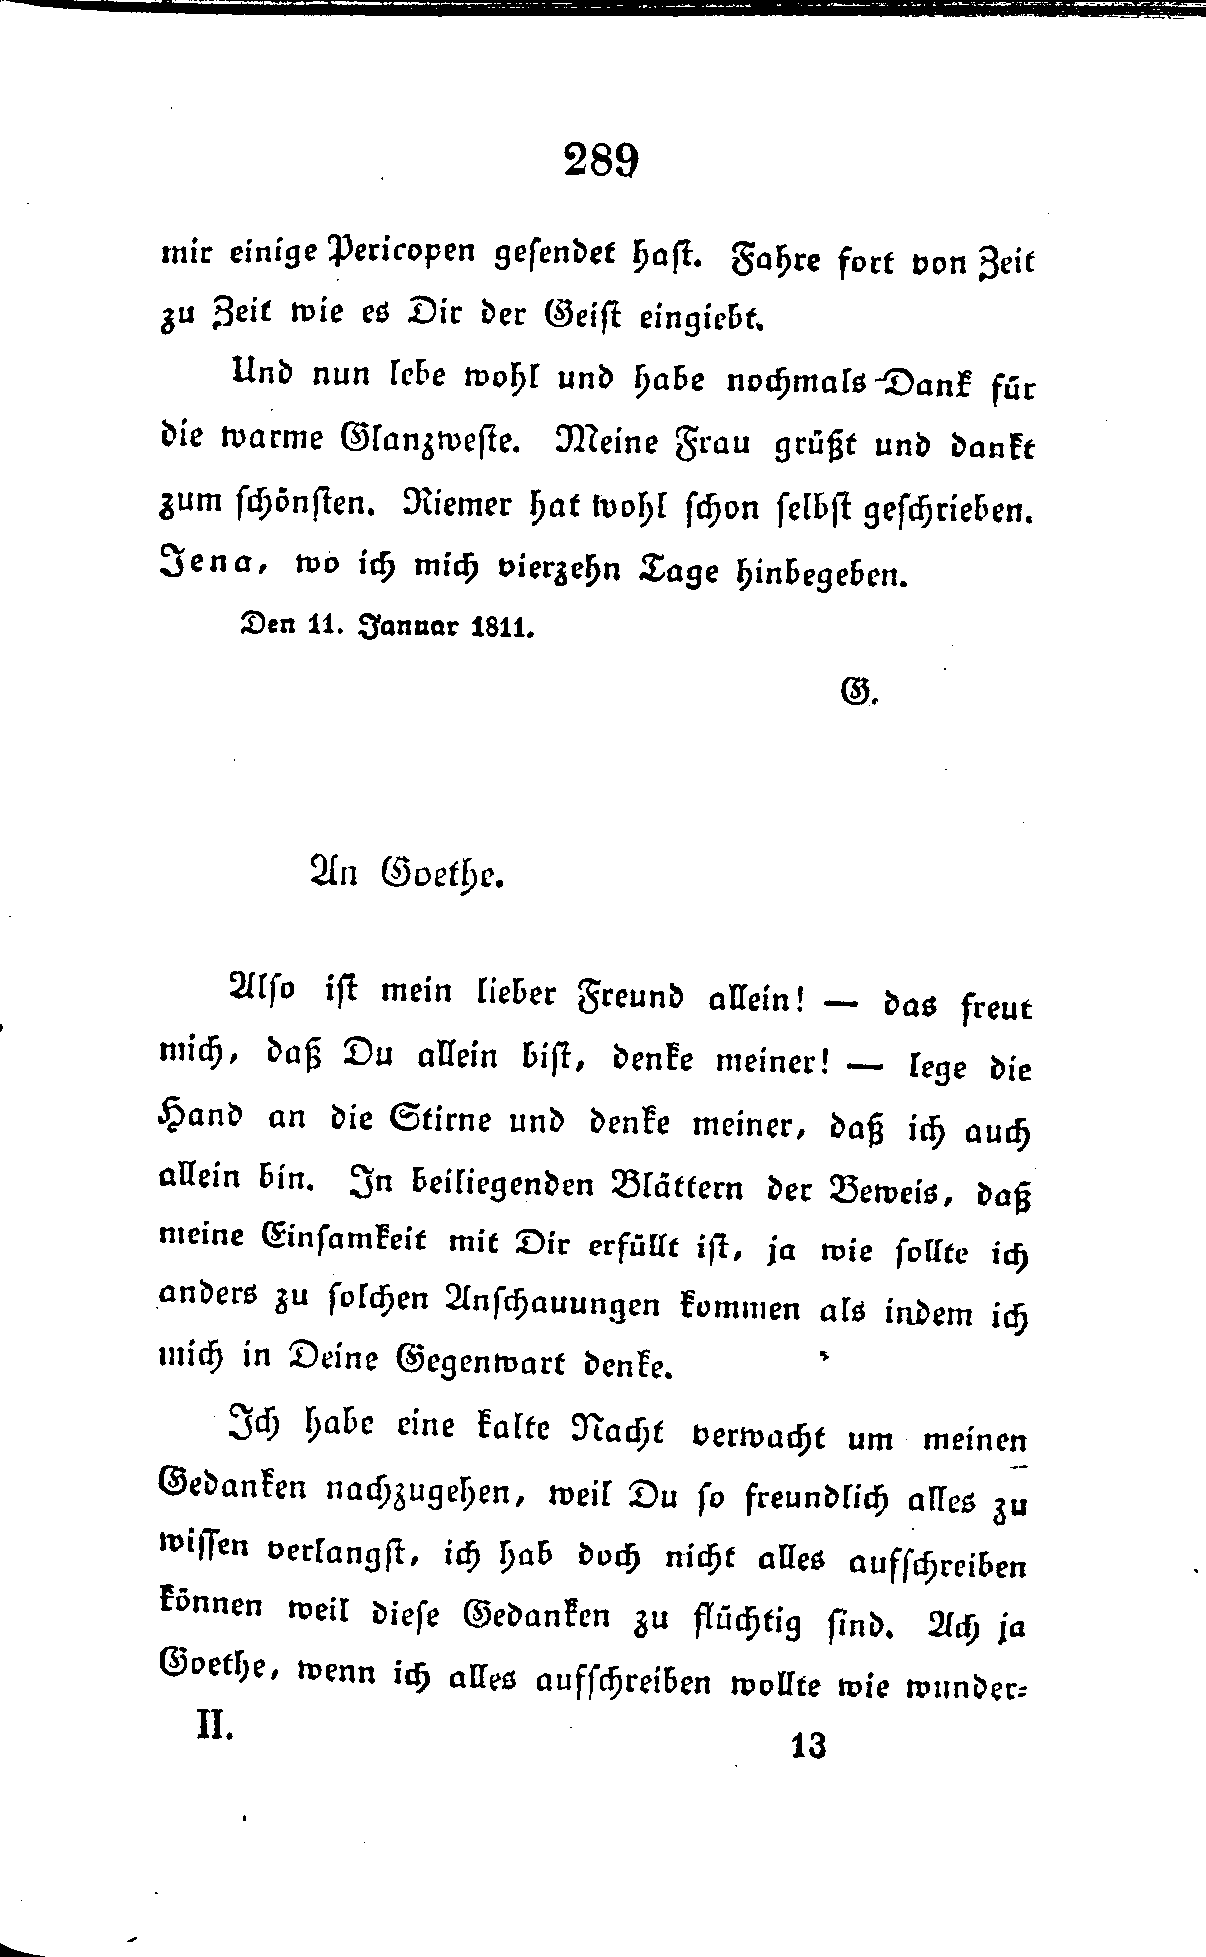 289
mir einige Pericopen gesendet hast. Fahre fort von Zeit
zu Zeit wie es Dir der Geist eingiebt.
Und nun lebe wohl und habe nochmals Dank für
die warme Glanzweste. Meine Frau grüßt und dankt
zum schönsten. Riemer hat wohl schon selbst geschrieben.
Jena, wo ich mich vierzehn Tage hinbegeben.
Den 11. Januar 1811.
G.
An Goethe.
Also ist mein lieber Freund allein! — das freut
mich, daß Du allein bist, denke meiner! — lege die
Hand an die Stirne und denke meiner, daß ich auch
allein bin. In beiliegenden Blättern der Beweis, daß
meine Einsamkeit mit Dir erfüllt ist, ja wie sollte ich
anders zu solchen Anschauungen kommen als indem ich
mich in Deine Gegenwart denke.
Ich habe eine kalte Nacht verwacht um meinen
Gedanken nachzugehen, weil Du so freundlich alles zu
wissen verlangst, ich hab doch nicht alles aufschreiben
können weil diese Gedanken zu flüchtig sind. Ach ja
Goethe, wenn ich alles aufschreiben wollte wie wunder-
II.
13